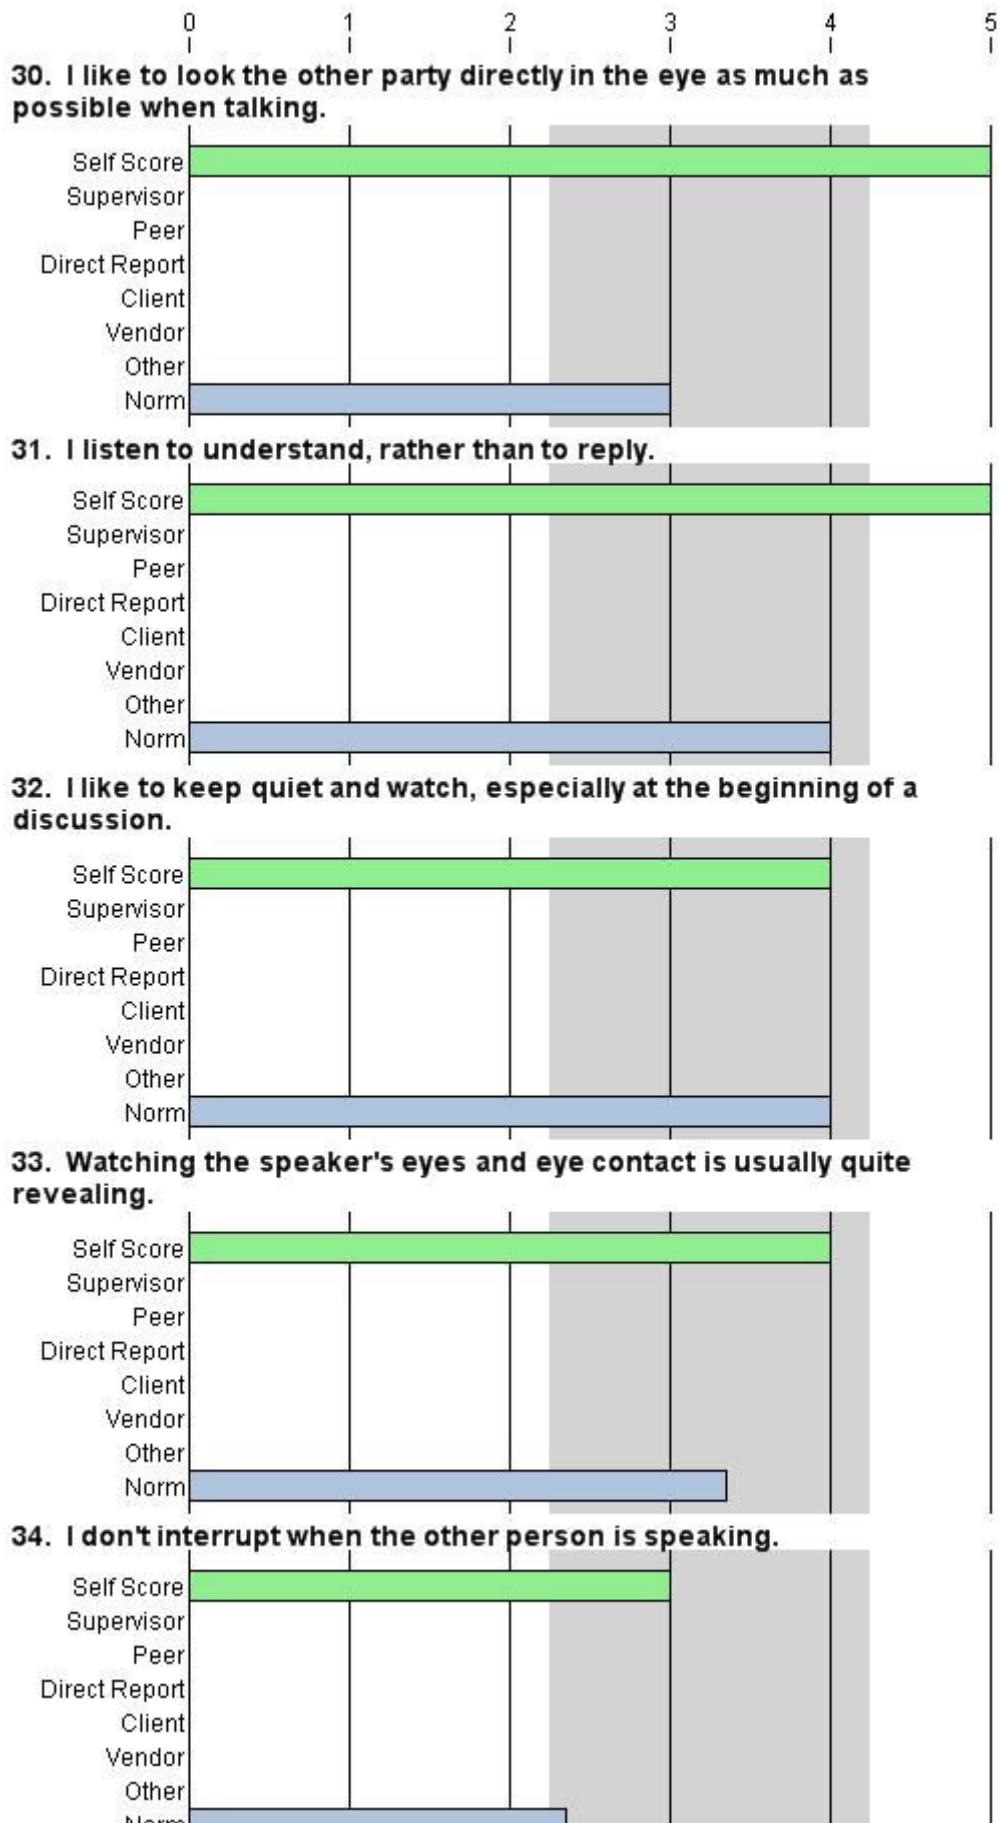 0 1 2 3 4 5
30. I like to look the other party directly in the eye as much as
possible when talking.
Self Score
Supervisor
Peer
Direct Report
Client
Vendor
Other
Norm
31. I listen to understand, rather than to reply.
Self Score
Supervisor
Peer
Direct Report
Client
Vendor
Other
Norm
32. I like to keep quiet and watch, especially at the beginning of a
discussion.
Self Score
Supervisor
Peer
Direct Report
Client
Vendor
Other
Norm
33. Watching the speaker's eyes and eye contact is usually quite
revealing.
Self Score
Supervisor
Peer
Direct Report
Client
Vendor
Other
Norm
34. I don't interrupt when the other person is speaking.
Self Score
Supervisor
Peer
Direct Report
Client
Vendor
Other
Norm